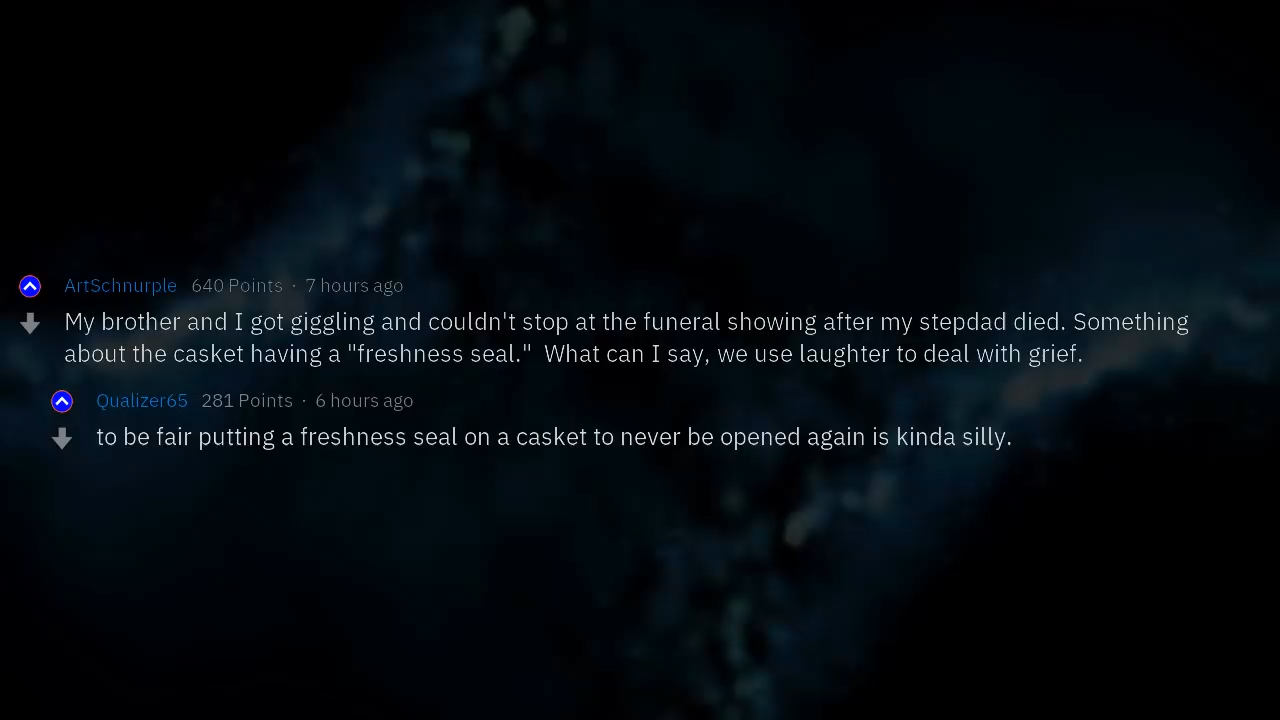 ArtSchnurple 640 Points · 7 hours ago
My brother and I got giggling and couldn't stop at the funeral showing after my stepdad died. Something
about the casket having a "freshness seal."  What can I say, we use laughter to deal with grief.
Qualizer65 281 Points · 6 hours ago
to be fair putting a freshness seal on a casket to never be opened again is kinda silly.